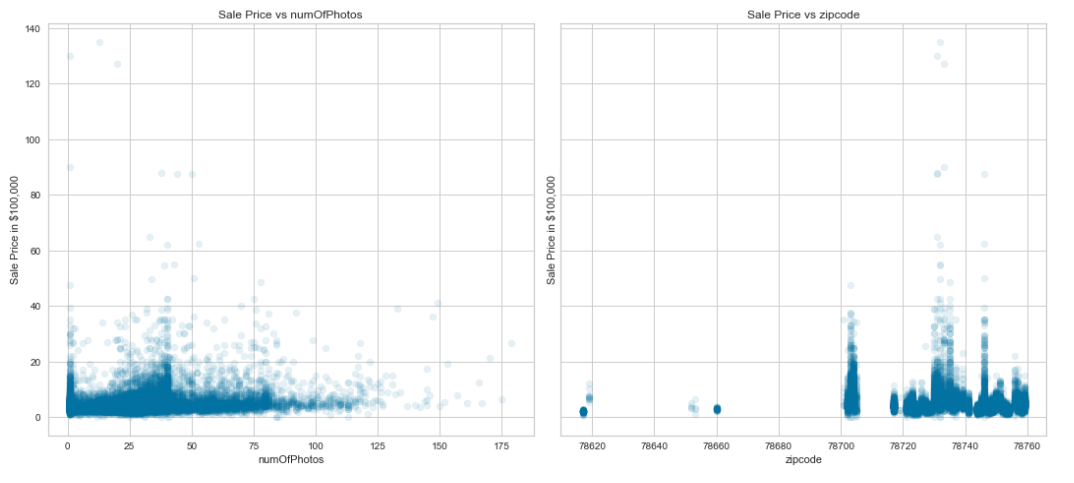 Sale Price vs numOfPhotos
Sale Price in $100,000
140
120
100
80
60
40
20
0
0 25 50 75 100 125 150 175
numOfPhotos
Sale Price vs zipcode
Sale Price in $100,000
78620 78640 78660 78680 78700 78720 78740 78760
zipcode